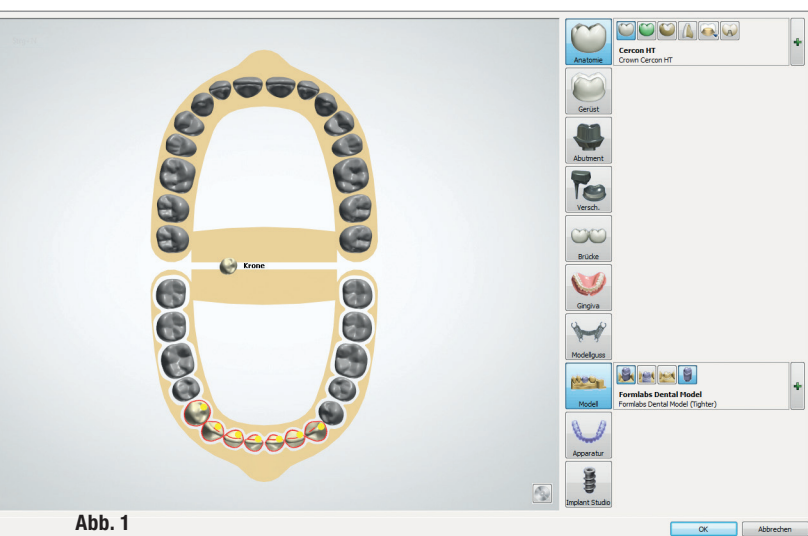 Anatomie
Cercon HT
Crown Cercon HT
Gerüst
Abutment
Versch.
Brücke
Krone
Gingiva
Modellguss
Modell
Formlabs Dental Model
Formlabs Dental Model (Tighter)
Apparatur
Implant Studio
Abb. 1
OK
Abbrechen